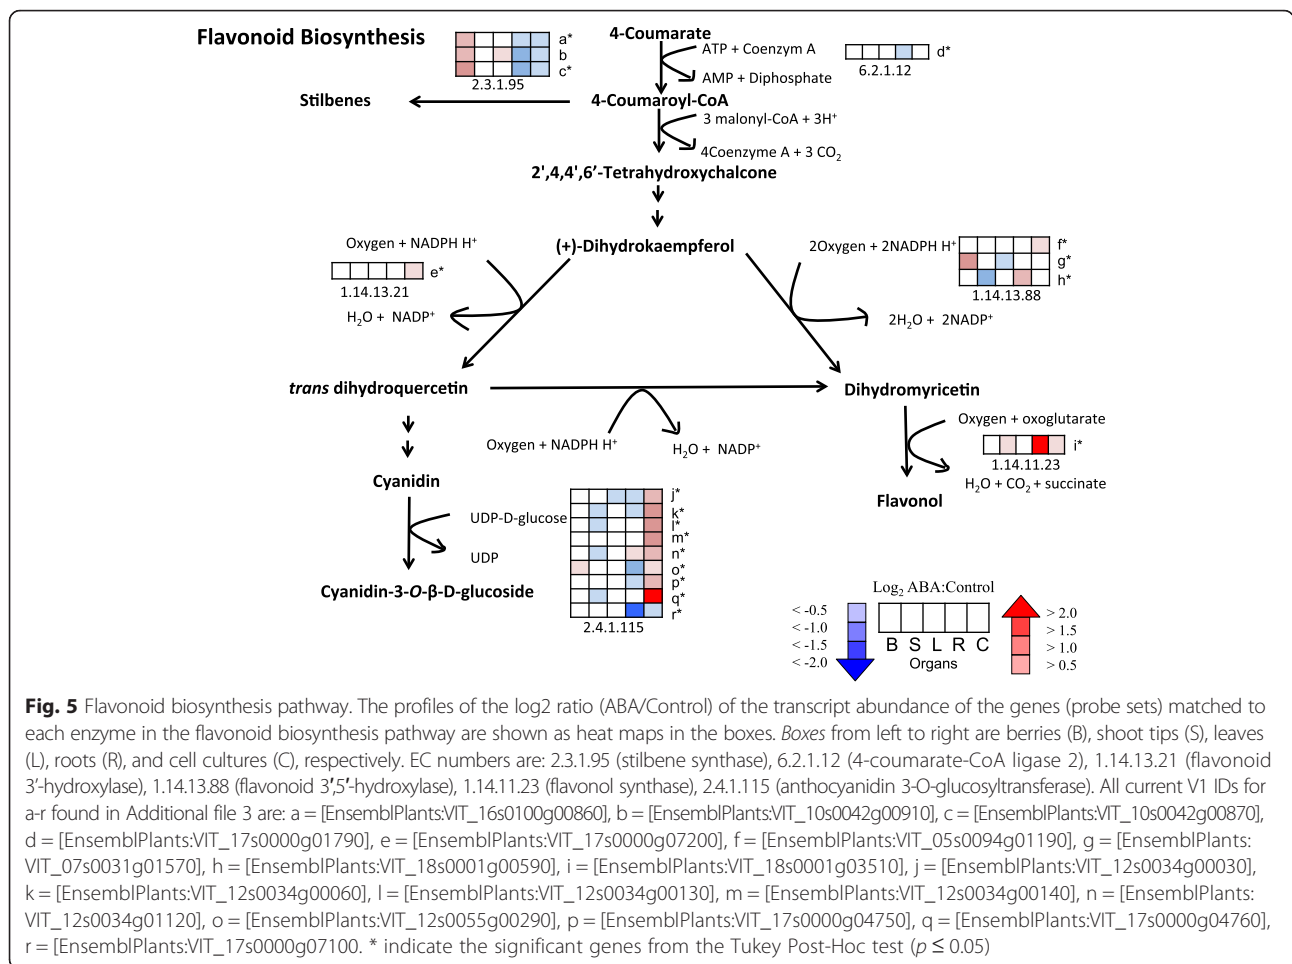 Flavonoid Biosynthesis
a*
b
c*
2.3.1.95
4-Coumarate
ATP + Coenzym A
AMP + Diphosphate
d*
6.2.1.12
Stilbenes
4-Coumaroyl-CoA
3 malonyl-CoA + 3H⁺
4Coenzyme A + 3 CO₂
2',4,4',6’-Tetrahydroxychalcone
Oxygen + NADPH H⁺
(+)-Dihydrokaempferol
2Oxygen + 2NADPH H⁺
e*
1.14.13.21
f*
g*
h*
1.14.13.88
H₂O + NADP⁺
2H₂O + 2NADP⁺
trans dihydroquercetin
Dihydromyricetin
Oxygen + NADPH H⁺
H₂O + NADP⁺
Oxygen + oxoglutarate
i*
1.14.11.23
H₂O + CO₂ + succinate
Flavonol
Cyanidin
UDP-D-glucose
UDP
Cyanidin-3-O-β-D-glucoside
j*
k*
l*
m*
n*
o*
p*
q*
r*
2.4.1.115
Log₂ ABA:Control
< -0.5
< -1.0
< -1.5
< -2.0
B S L R C
Organs
> 2.0
> 1.5
> 1.0
> 0.5
Fig. 5 Flavonoid biosynthesis pathway. The profiles of the log2 ratio (ABA/Control) of the transcript abundance of the genes (probe sets) matched to
each enzyme in the flavonoid biosynthesis pathway are shown as heat maps in the boxes. Boxes from left to right are berries (B), shoot tips (S), leaves
(L), roots (R), and cell cultures (C), respectively. EC numbers are: 2.3.1.95 (stilbene synthase), 6.2.1.12 (4-coumarate-CoA ligase 2), 1.14.13.21 (flavonoid
3′-hydroxylase), 1.14.13.88 (flavonoid 3′,5′-hydroxylase), 1.14.11.23 (flavonol synthase), 2.4.1.115 (anthocyanidin 3-O-glucosyltransferase). All current V1 IDs for
a-r found in Additional file 3 are: a = [EnsemblPlants:VIT_16s0100g00860], b = [EnsemblPlants:VIT_10s0042g00910], c = [EnsemblPlants:VIT_10s0042g00870],
d = [EnsemblPlants:VIT_17s0000g01790], e = [EnsemblPlants:VIT_17s0000g07200], f = [EnsemblPlants:VIT_05s0094g01190], g = [EnsemblPlants:
VIT_07s0031g01570], h = [EnsemblPlants:VIT_18s0001g00590], i = [EnsemblPlants:VIT_18s0001g03510], j = [EnsemblPlants:VIT_12s0034g00030],
k = [EnsemblPlants:VIT_12s0034g00060], l = [EnsemblPlants:VIT_12s0034g00130], m = [EnsemblPlants:VIT_12s0034g00140], n = [EnsemblPlants:
VIT_12s0034g01120], o = [EnsemblPlants:VIT_12s0055g00290], p = [EnsemblPlants:VIT_17s0000g04750], q = [EnsemblPlants:VIT_17s0000g04760],
r = [EnsemblPlants:VIT_17s0000g07100. * indicate the significant genes from the Tukey Post-Hoc test (p ≤ 0.05)